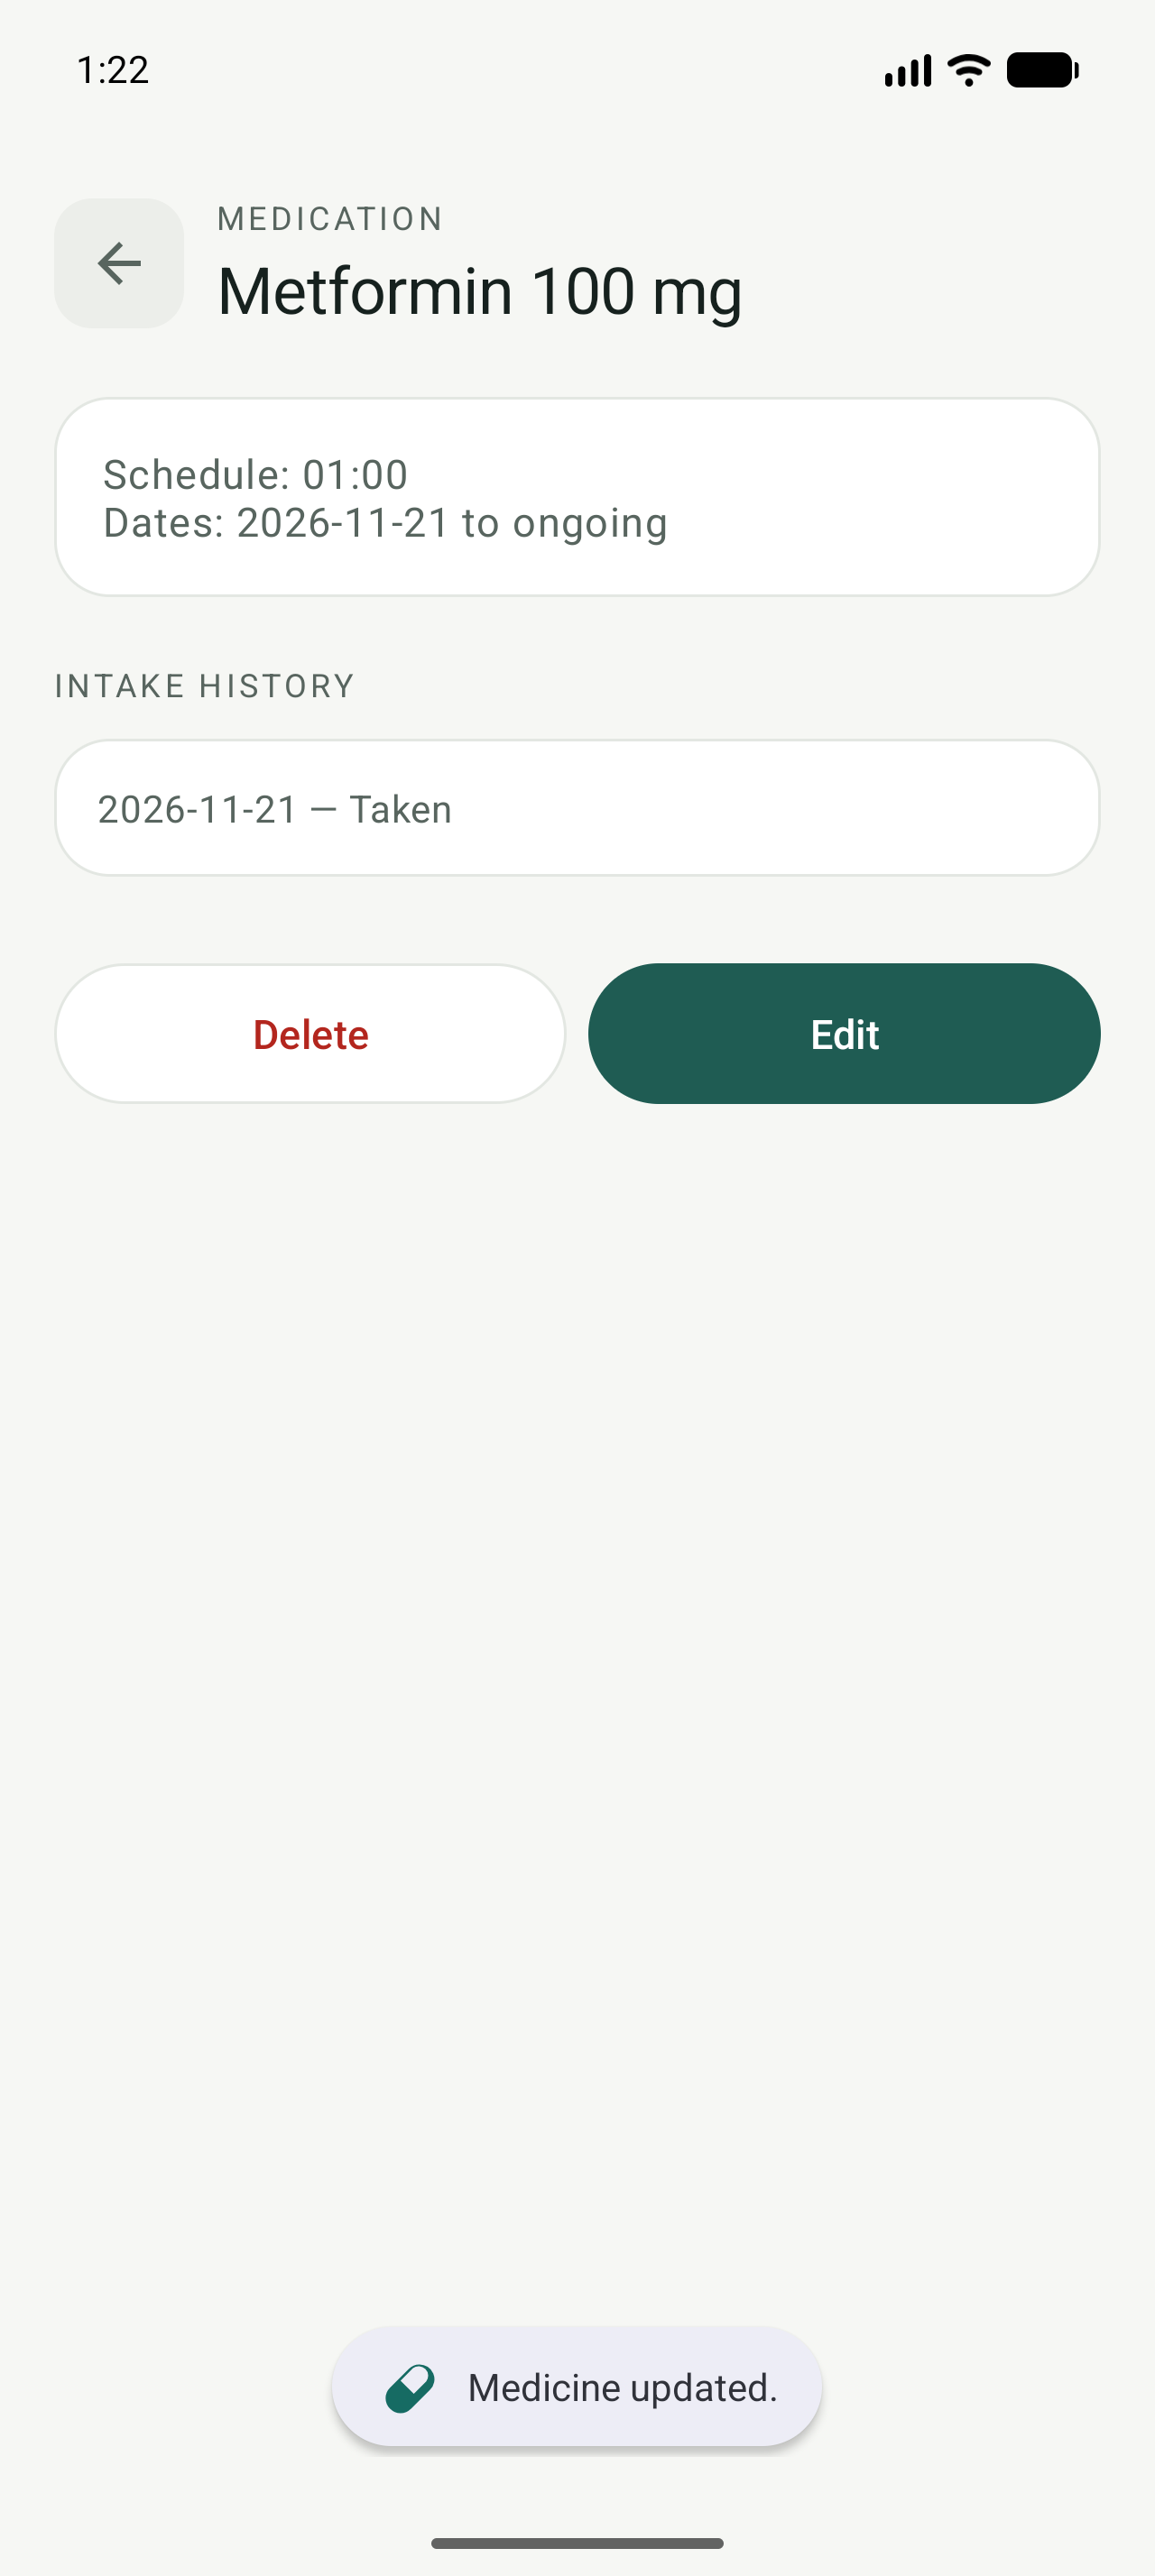 1:22
MEDICATION
Metformin 100 mg
Schedule: 01:00
Dates: 2026-11-21 to ongoing
INTAKE HISTORY
2026-11-21 — Taken
Delete
Edit
Medicine updated.